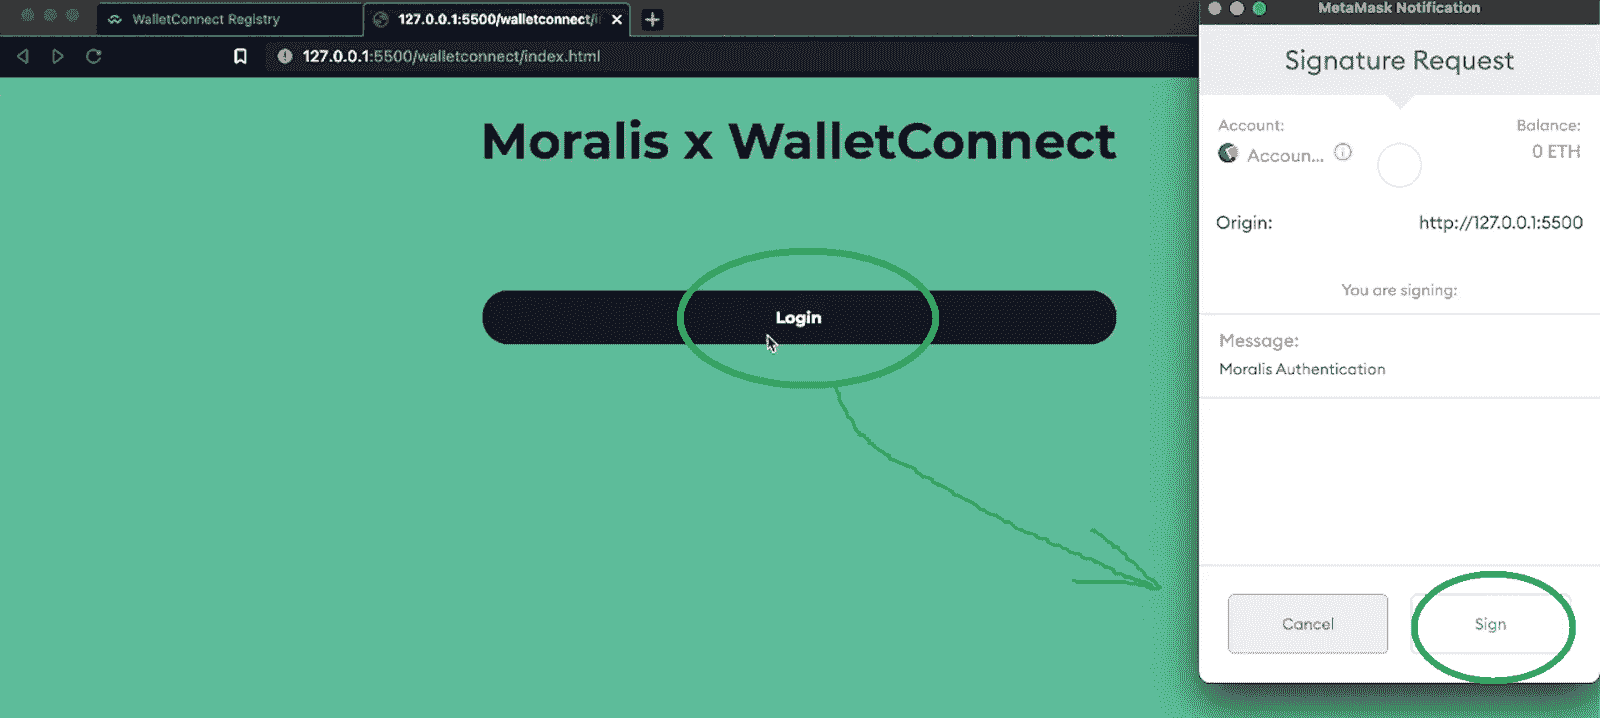 WalletConnect Registry
127.0.0.1:5500/walletconnect/i
127.0.0.1:5500/walletconnect/index.html
Moralis x WalletConnect
Login
MetaMask Notification
Signature Request
Account:
Balance:
Accoun...
0 ETH
Origin:
http://127.0.0.1:5500
You are signing:
Message:
Moralis Authentication
Cancel
Sign